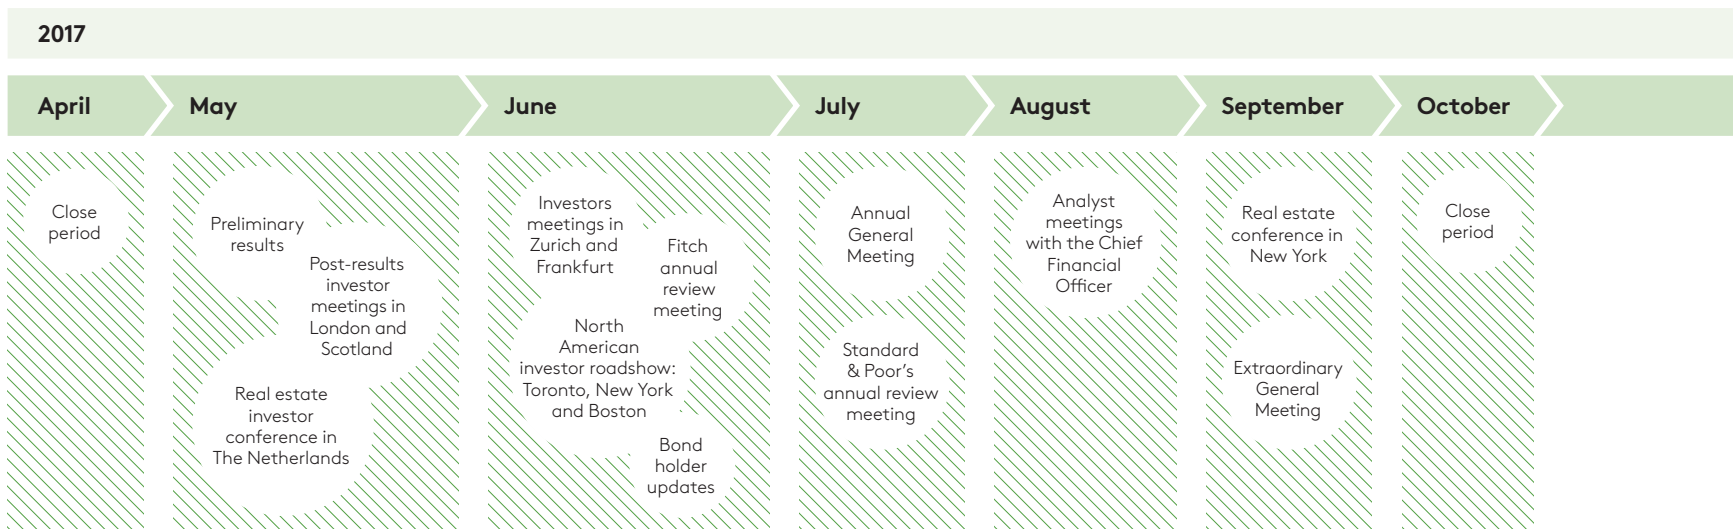 2017
April
May
June
July
August
September
October
Close
period
Preliminary
results
Post-results
investor
meetings in
London and
Scotland
Real estate
investor
conference in
The Netherlands
Investors
meetings in
Zurich and
Frankfurt
Fitch
annual
review
meeting
North
American
investor roadshow:
Toronto, New York
and Boston
Bond
holder
updates
Annual
General
Meeting
Standard
& Poor's
annual review
meeting
Analyst
meetings
with the Chief
Financial
Officer
Real estate
conference in
New York
Extraordinary
General
Meeting
Close
period